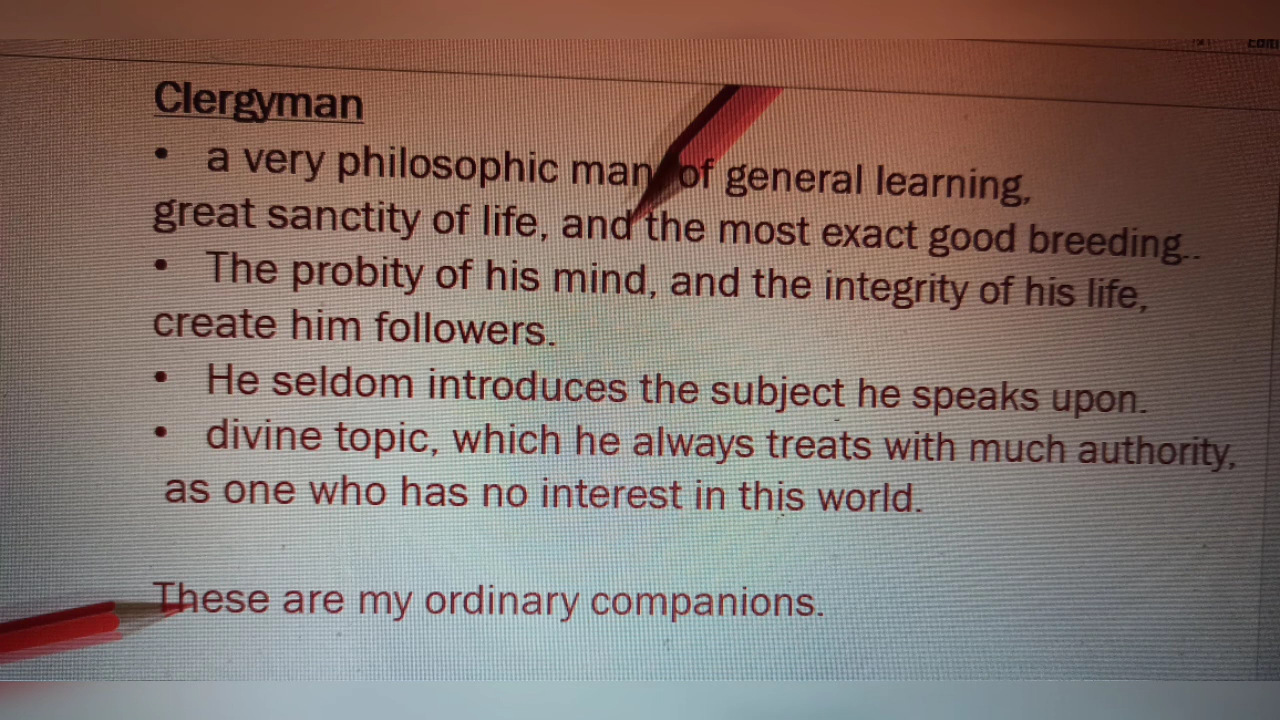 com
Clergyman
• a very philosophic man of general learning,
great sanctity of life, and the most exact good breeding..
• The probity of his mind, and the integrity of his life,
create him followers.
• He seldom introduces the subject he speaks upon.
• divine topic, which he always treats with much authority,
as one who has no interest in this world.
These are my ordinary companions.